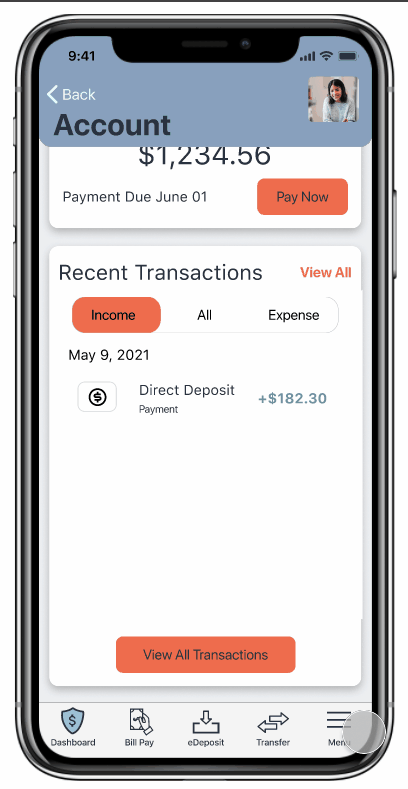 9:41
Back
Account
$1,234.56
Payment Due June 01
Pay Now
Recent Transactions
View All
Income
All
Expense
May 9, 2021
Direct Deposit
+$182.30
Payment
View All Transactions
Dashboard
Bill Pay
eDeposit
Transfer
Menu